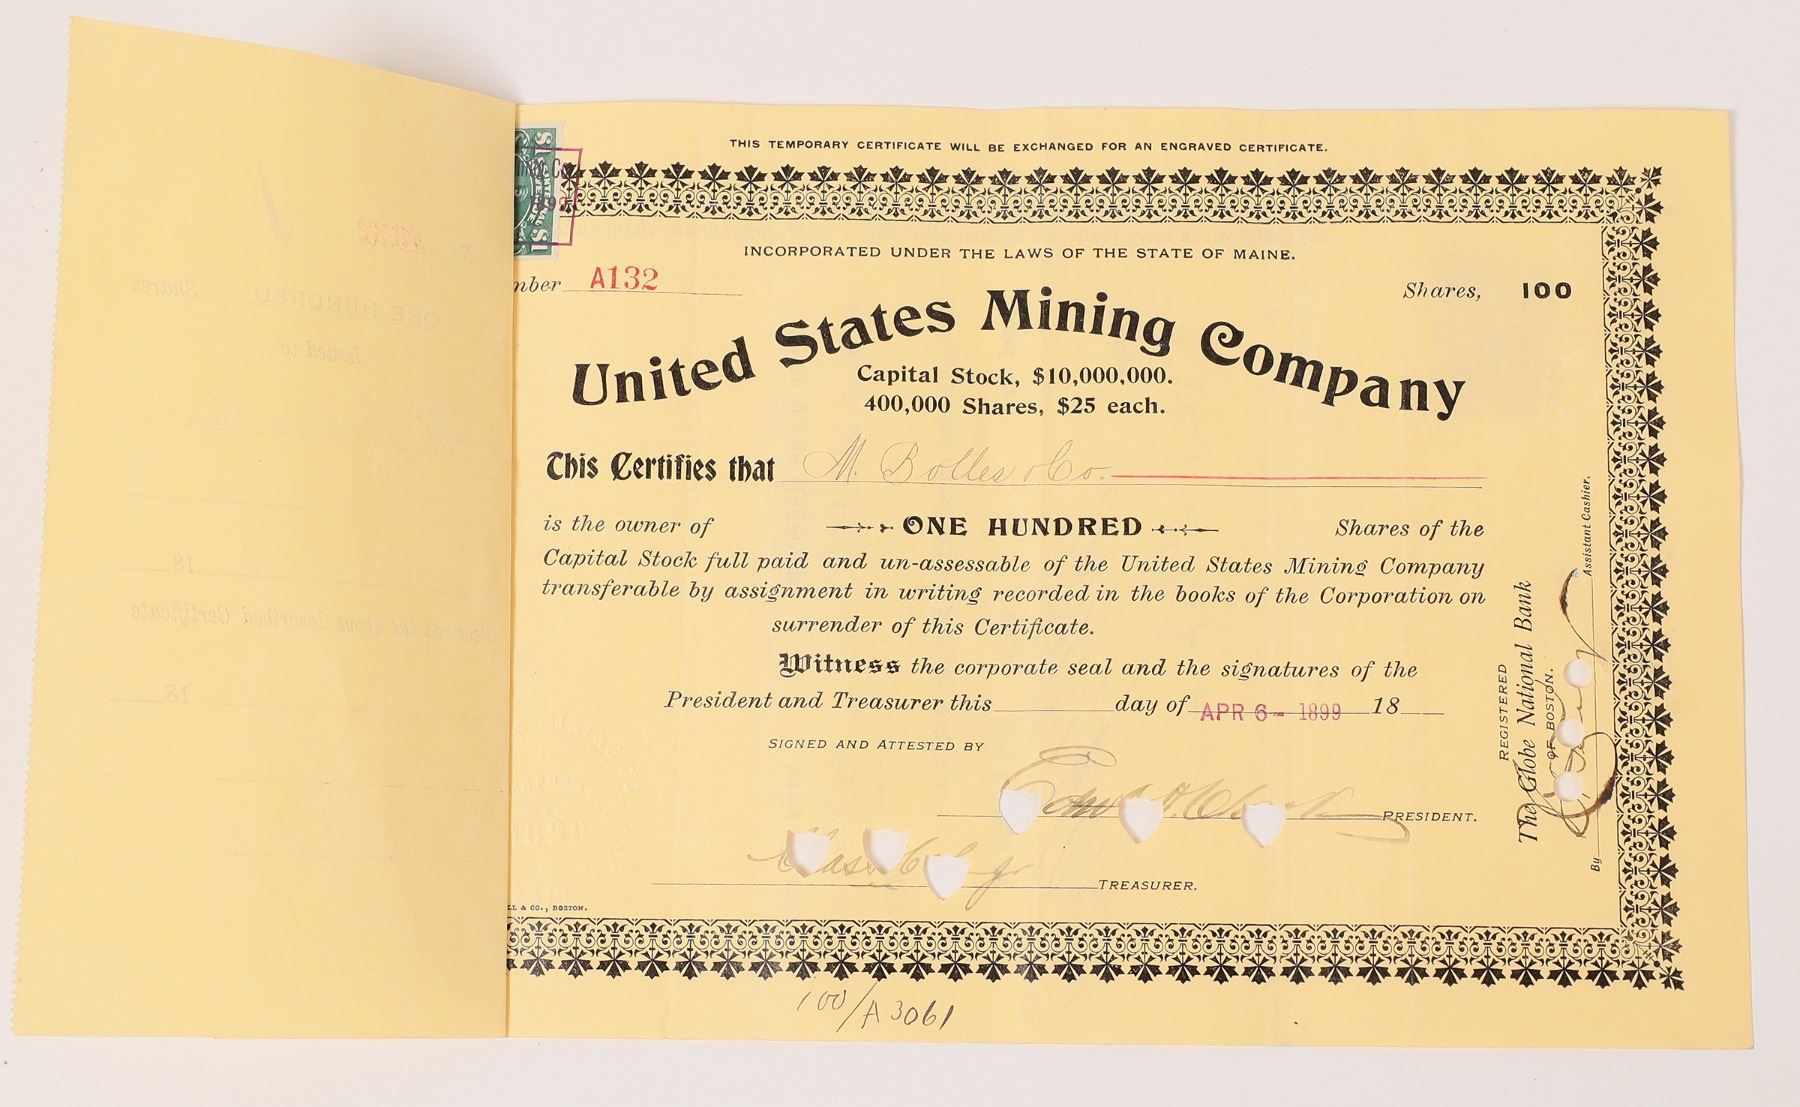 THIS TEMPORARY CERTIFICATE WILL BE EXCHANGED FOR AN ENGRAVED CERTIFICATE.
INCORPORATED UNDER THE LAWS OF THE STATE OF MAINE.
mber A132 Shares, 100
United States Mining Company
Capital Stock, $10,000,000.
400,000 Shares, $25 each.
This Certifies that M. Bolles & Co.
is the owner of ONE HUNDRED Shares of the
Capital Stock full paid and un-assessable of the United States Mining Company
transferable by assignment in writing recorded in the books of the Corporation on
surrender of this Certificate.
Witness the corporate seal and the signatures of the
President and Treasurer this day of APR 6- 1899 18
SIGNED AND ATTESTED BY
PRESIDENT.
TREASURER.
LL & CO., BOSTON.
100/A3061
REGISTERED
The Globe National Bank
OF BOSTON.
By Assistant Cashier.
No. A132
ONE HUNDRED Shares
Issued to
18
Received the above described Certificate
18